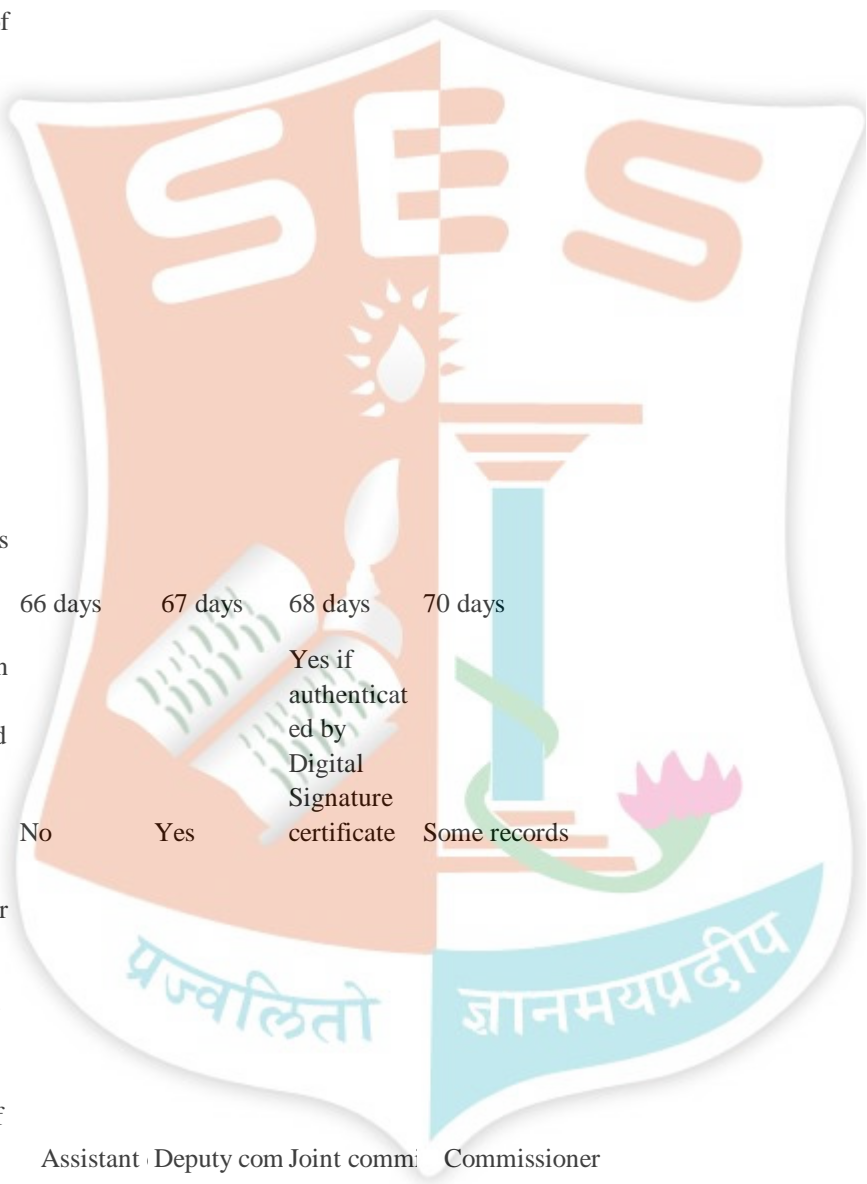 f
SES
s
66 days 67 days 68 days 70 days
n
Yes if
authenticat
d
ed by
Digital
Signature
No Yes certificate Some records
r
प्रज्वलितो ज्ञानमयप्रदीप
f
Assistant Deputy com Joint commi Commissioner